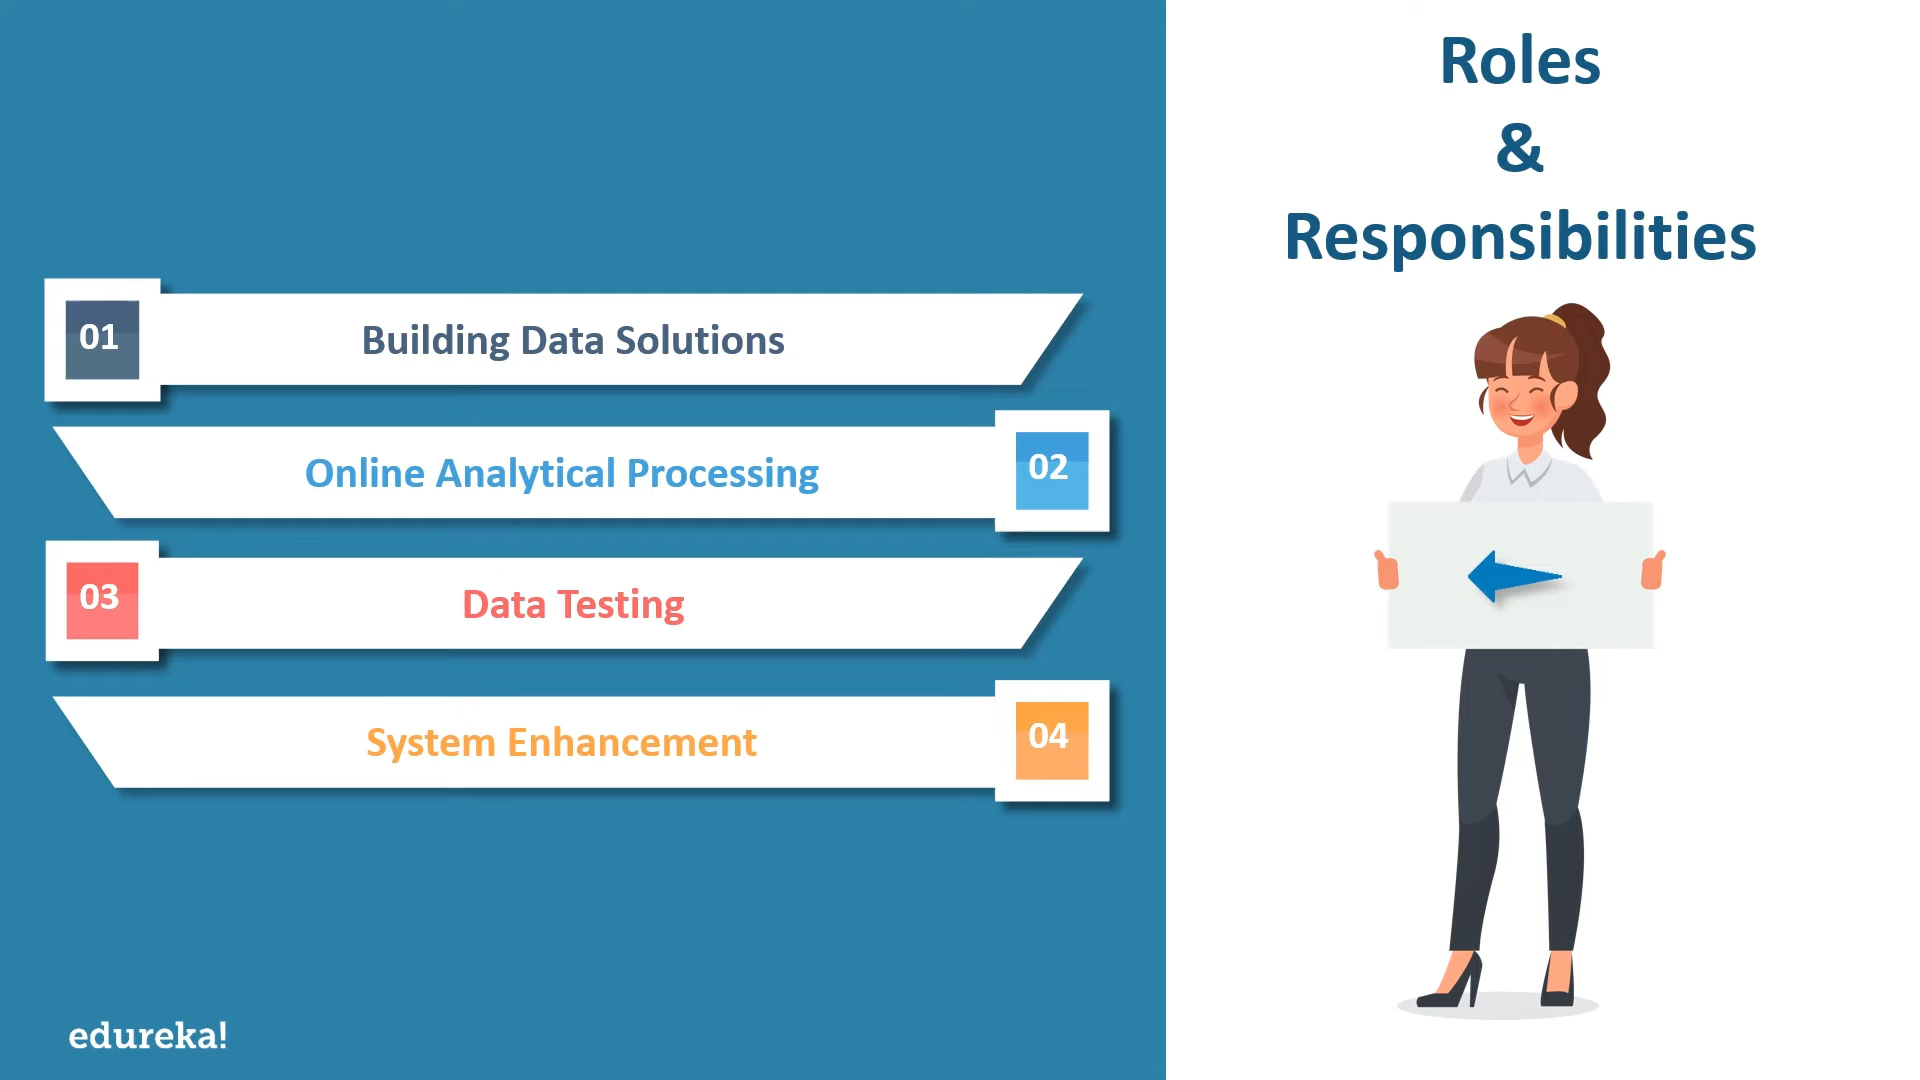 Roles
&
Responsibilities
01
Building Data Solutions
Online Analytical Processing
02
03
Data Testing
System Enhancement
04
edureka!